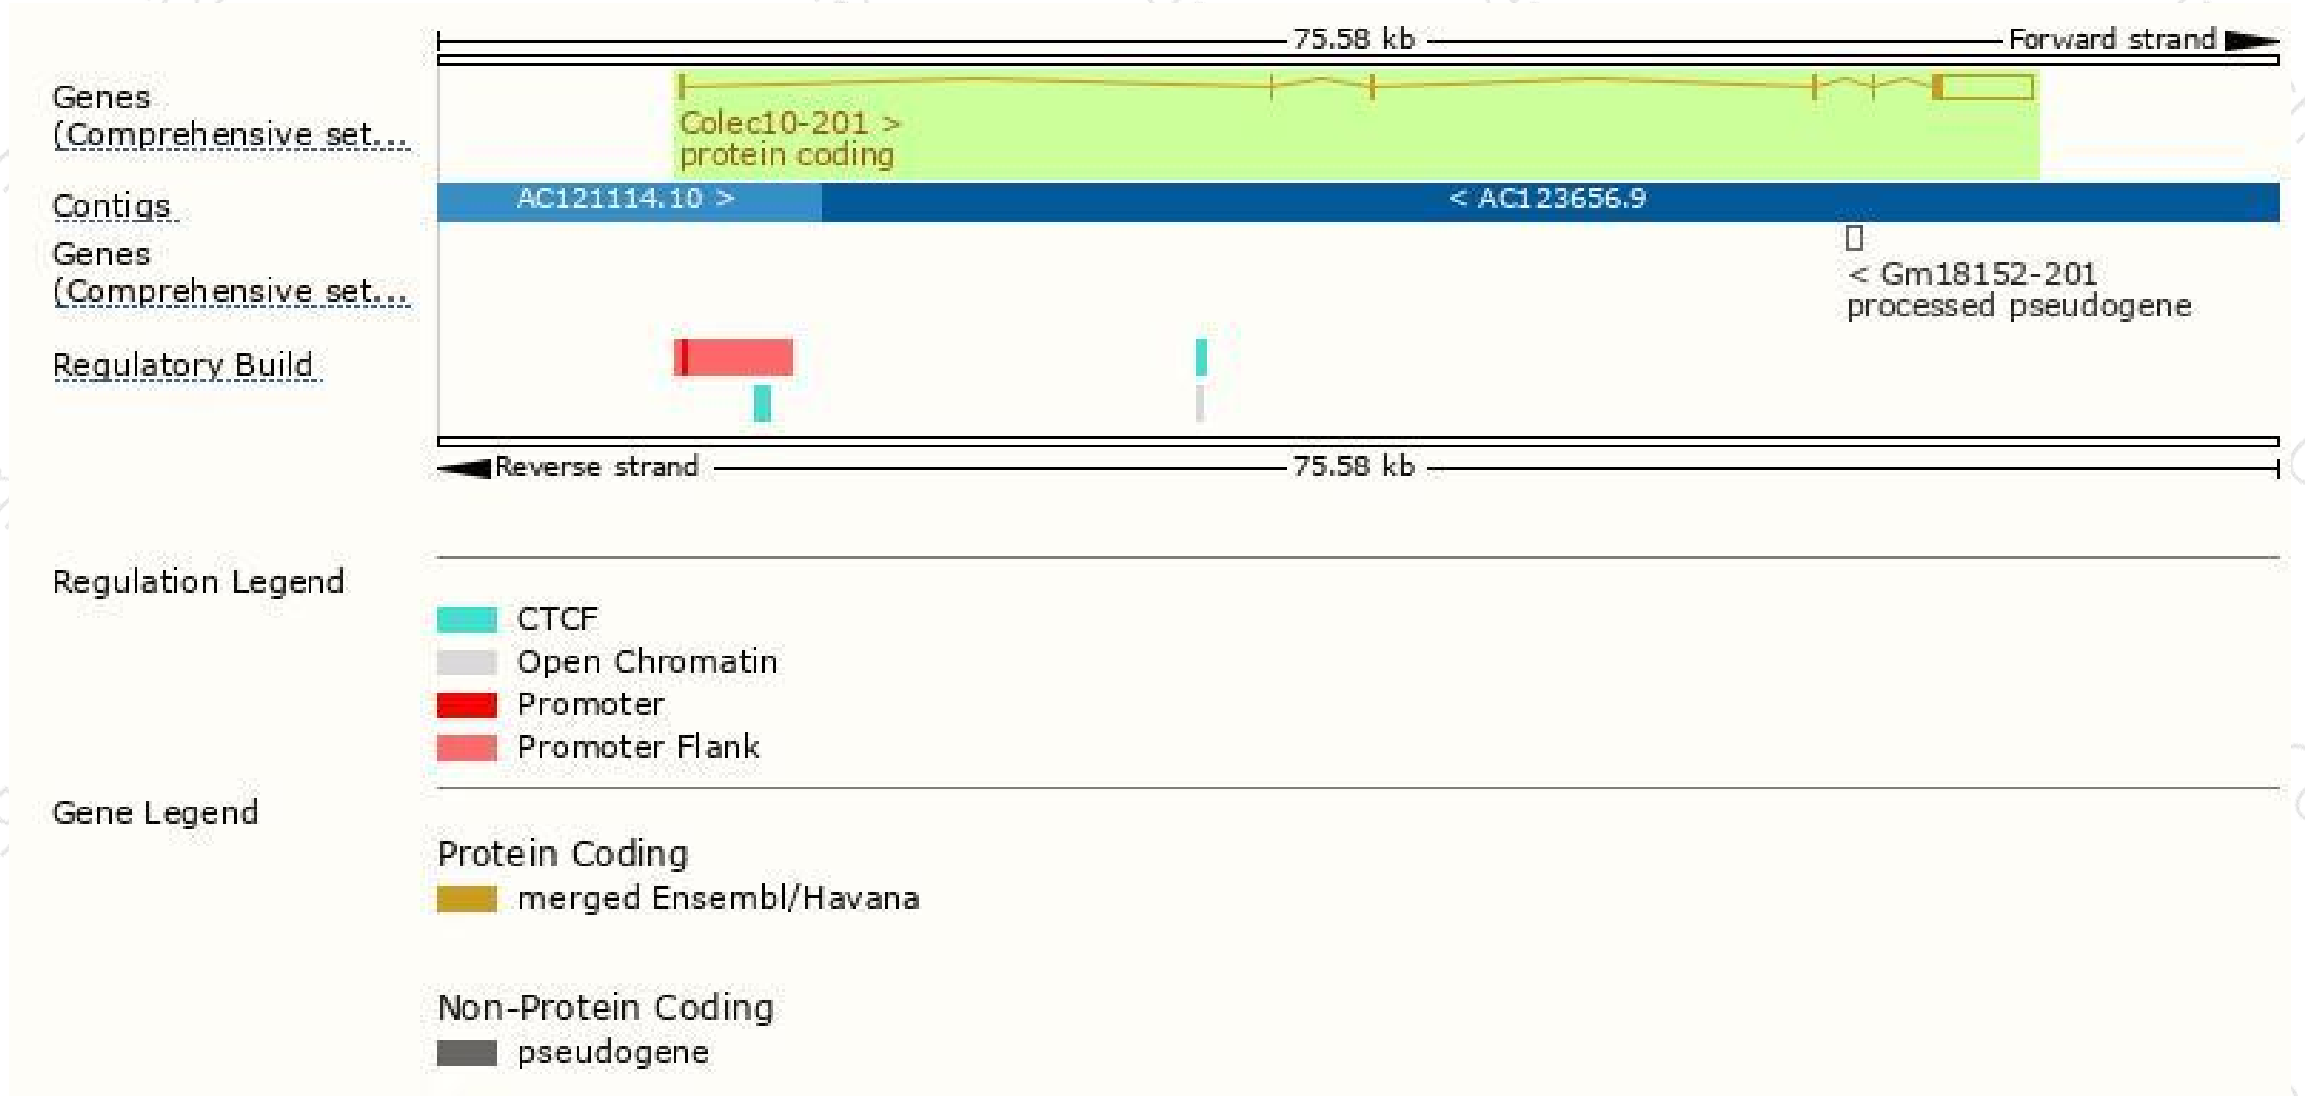 75.58 kb
Forward strand
Genes
(Comprehensive set...
Colec10-201 >
protein coding
Contigs
AC121114.10 >
< AC123656.9
Genes
(Comprehensive set...
< Gm18152-201
processed pseudogene
Regulatory Build
Reverse strand
75.58 kb
Regulation Legend
CTCF
Open Chromatin
Promoter
Promoter Flank
Gene Legend
Protein Coding
merged Ensembl/Havana
Non-Protein Coding
pseudogene